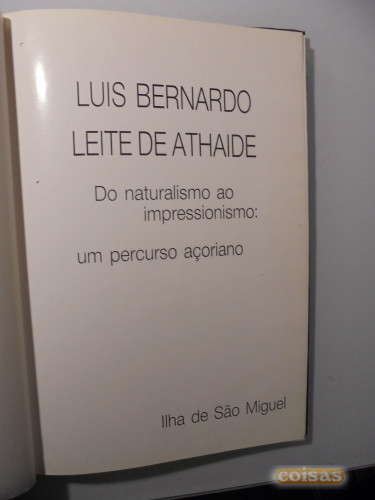 LUIS BERNARDO
LEITE DE ATHAIDE
Do naturalismo ao
impressionismo:
um percurso açoriano
Ilha de São Miguel
coisas